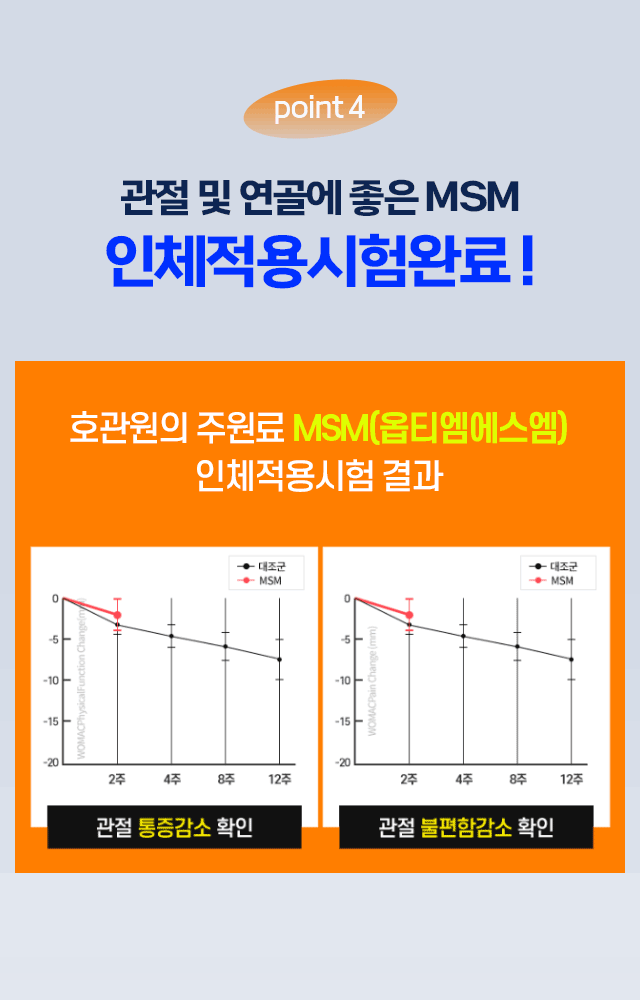 point 4
관절 및 연골에 좋은 MSM
인체적용시험완료!
호관원의 주원료 MSM(옵티엠에스엠)
인체적용시험 결과
대조군
MSM
0
-5
-10
-15
-20
WOMACPhysicalFunction Change(mm)
2주 4주 8주 12주
관절 통증감소 확인
대조군
MSM
0
-5
-10
-15
-20
WOMACPain Change (mm)
2주 4주 8주 12주
관절 불편함감소 확인